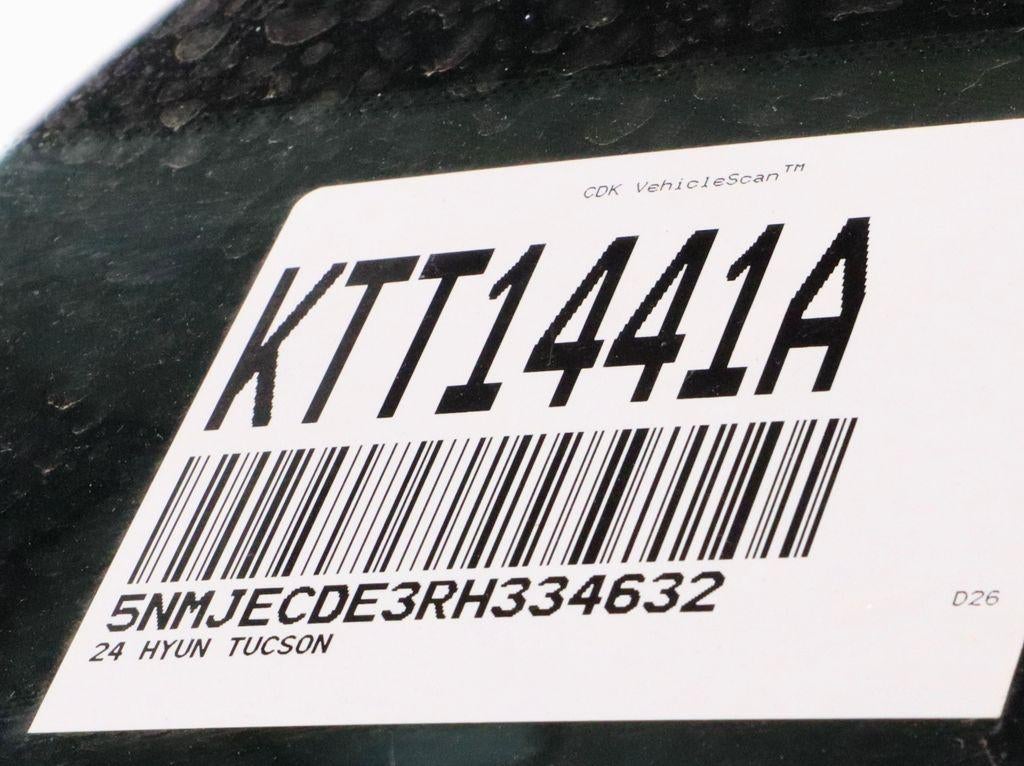 CDK VehicleScan™
KTT1441A
5NMJECDE3RH334632
24 HYUN TUCSON
D26